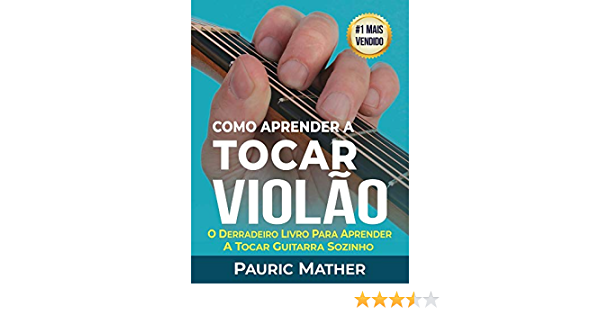 #1 MAIS
VENDIDO
COMO APRENDER A
TOCAR
VIOLÃO
O DERRADEIRO LIVRO PARA APRENDER
A TOCAR GUITARRA SOZINHO
PAURIC MATHER